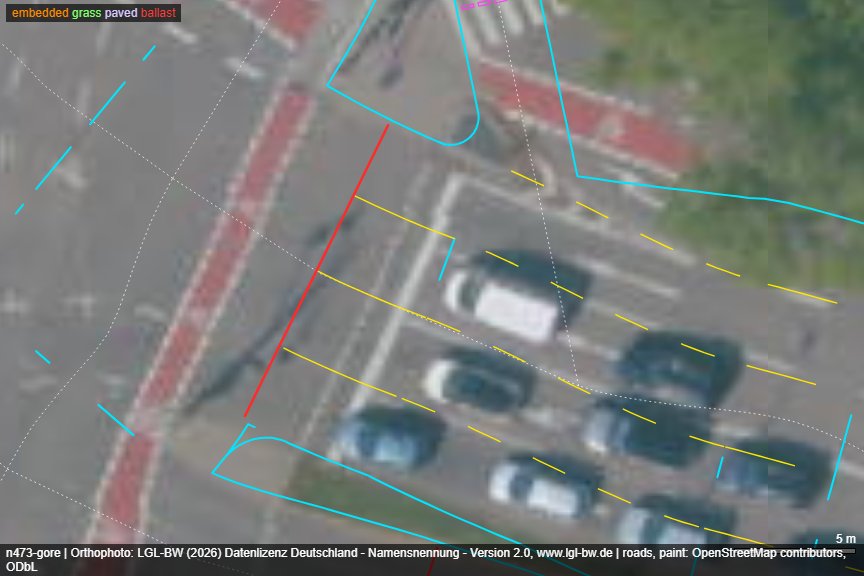 embedded grass paved ballast
5 m
n473-gore | Orthophoto: LGL-BW (2026) Datenlizenz Deutschland - Namensnennung - Version 2.0, www.lgl-bw.de | roads, paint: OpenStreetMap contributors,
ODbL